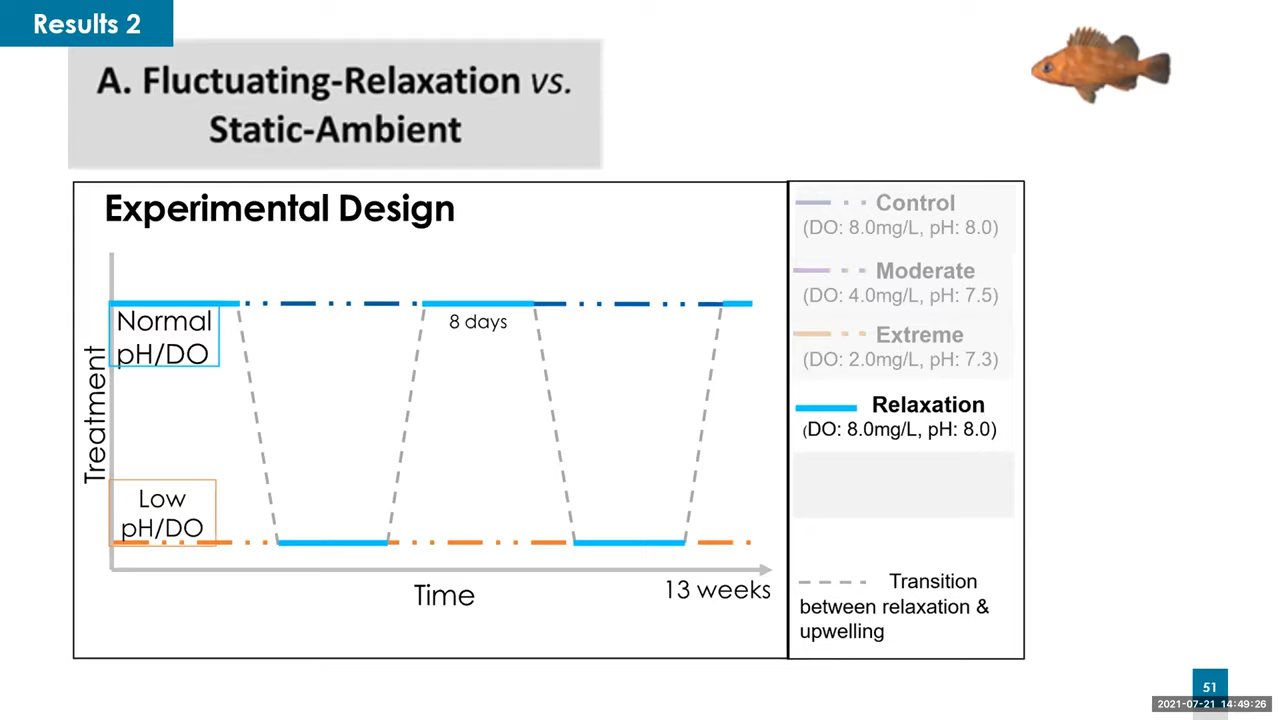 Results 2
A. Fluctuating-Relaxation vs.
Static-Ambient
Experimental Design
Treatment
Normal
pH/DO
8 days
Low
pH/DO
Time
13 weeks
Control
(DO: 8.0mg/L, pH: 8.0)
Moderate
(DO: 4.0mg/L, pH: 7.5)
Extreme
(DO: 2.0mg/L, pH: 7.3)
Relaxation
(DO: 8.0mg/L, pH: 8.0)
Transition
between relaxation &
upwelling
51
2021-07-21 14:49:26